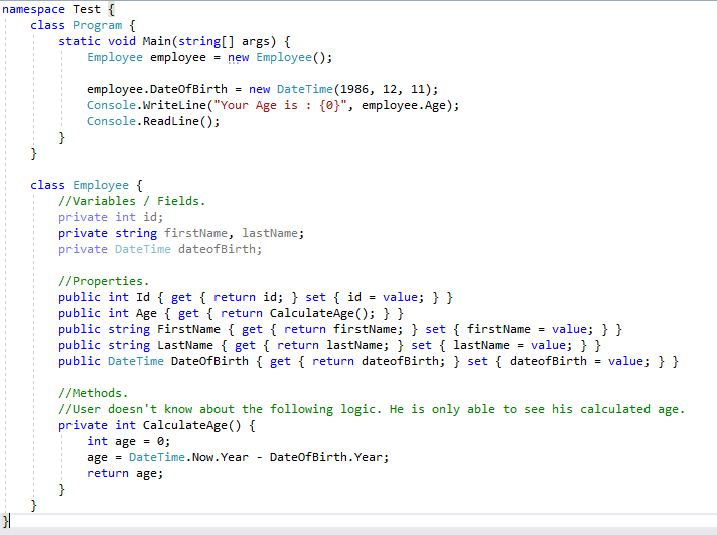 namespace Test {
    class Program {
        static void Main(string[] args) {
            Employee employee = new Employee();

            employee.DateOfBirth = new DateTime(1986, 12, 11);
            Console.WriteLine("Your Age is : {0}", employee.Age);
            Console.ReadLine();
        }
    }

    class Employee {
        //Variables / Fields.
        private int id;
        private string firstName, lastName;
        private DateTime dateofBirth;

        //Properties.
        public int Id { get { return id; } set { id = value; } }
        public int Age { get { return CalculateAge(); } }
        public string FirstName { get { return firstName; } set { firstName = value; } }
        public string LastName { get { return lastName; } set { lastName = value; } }
        public DateTime DateOfBirth { get { return dateofBirth; } set { dateofBirth = value; } }

        //Methods.
        //User doesn't know about the following logic. He is only able to see his calculated age.
        private int CalculateAge() {
            int age = 0;
            age = DateTime.Now.Year - DateOfBirth.Year;
            return age;
        }
    }
}